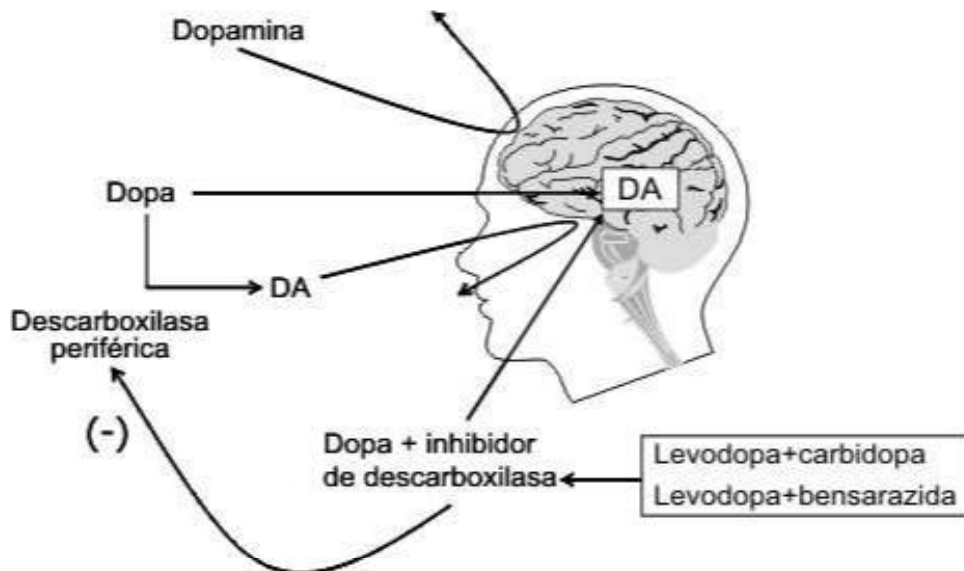 Dopamina
Dopa
DA
DA
Descarboxilasa
periférica
(-)
Dopa + inhibidor
de descarboxilasa
Levodopa+carbidopa
Levodopa+bensarazida